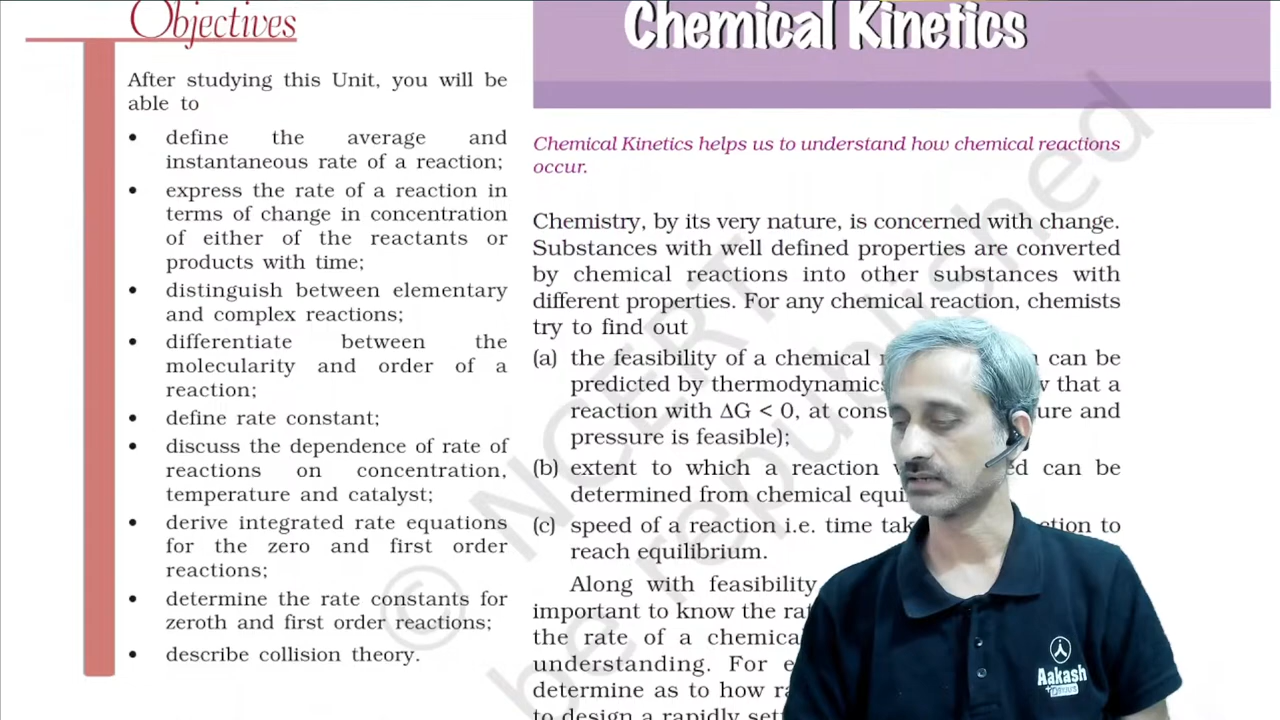 Objectives
After studying this Unit, you will be
able to
• define the average and
instantaneous rate of a reaction;
• express the rate of a reaction in
terms of change in concentration
of either of the reactants or
products with time;
• distinguish between elementary
and complex reactions;
• differentiate between the
molecularity and order of a
reaction;
• define rate constant;
• discuss the dependence of rate of
reactions on concentration,
temperature and catalyst;
• derive integrated rate equations
for the zero and first order
reactions;
• determine the rate constants for
zeroth and first order reactions;
• describe collision theory.
Chemical Kinetics
Chemical Kinetics helps us to understand how chemical reactions
occur.
Chemistry, by its very nature, is concerned with change.
Substances with well defined properties are converted
by chemical reactions into other substances with
different properties. For any chemical reaction, chemists
try to find out
(a) the feasibility of a chemical can be
predicted by thermodynamics that a
reaction with ΔG < 0, at and
pressure is feasible);
(b) extent to which a reaction can be
determined from chemical
(c) speed of a reaction i.e. time to
reach equilibrium.
Along with feasibility
important to know the
the rate of a
understanding. For
determine as to how
to design a rapidly
© NCERT
be republished
Aakash
+BYJU'S